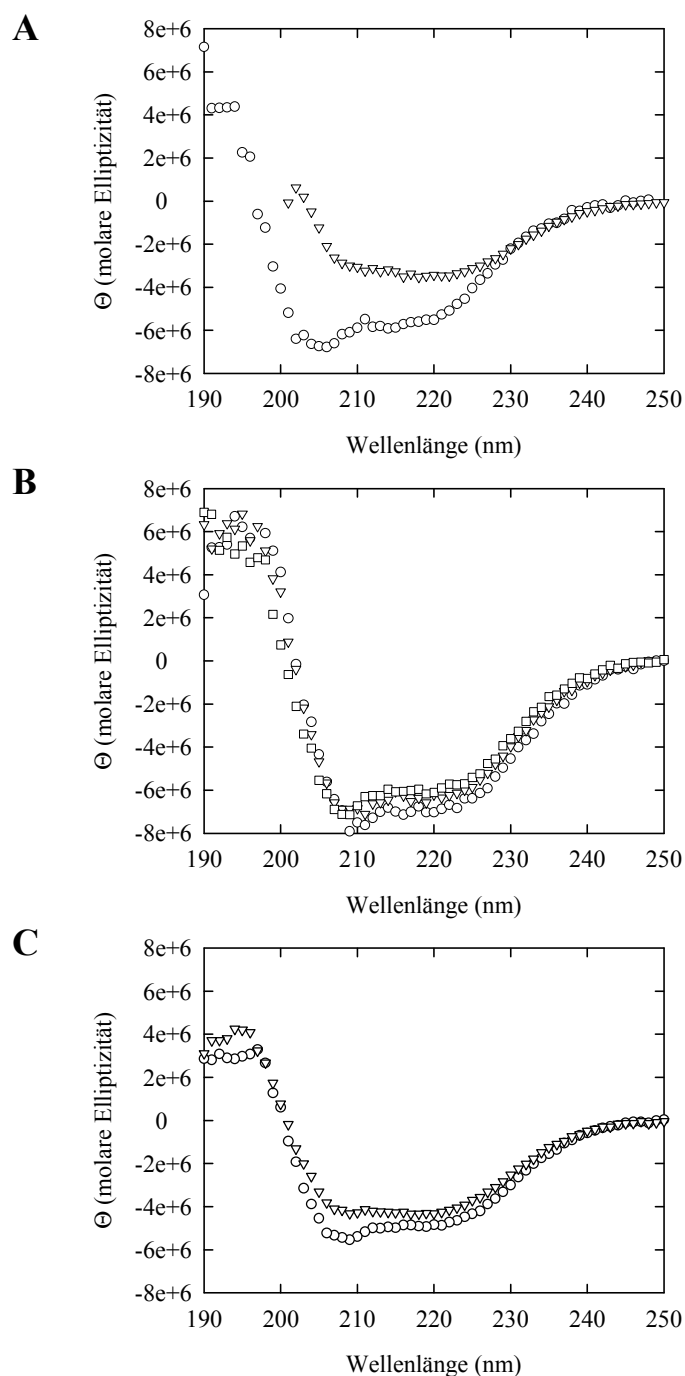 A
8e+6
6e+6
4e+6
2e+6
0
-2e+6
-4e+6
-6e+6
-8e+6
Θ (molare Elliptizität)
190 200 210 220 230 240 250
Wellenlänge (nm)
B
8e+6
6e+6
4e+6
2e+6
0
-2e+6
-4e+6
-6e+6
-8e+6
Θ (molare Elliptizität)
190 200 210 220 230 240 250
Wellenlänge (nm)
C
8e+6
6e+6
4e+6
2e+6
0
-2e+6
-4e+6
-6e+6
-8e+6
Θ (molare Elliptizität)
190 200 210 220 230 240 250
Wellenlänge (nm)